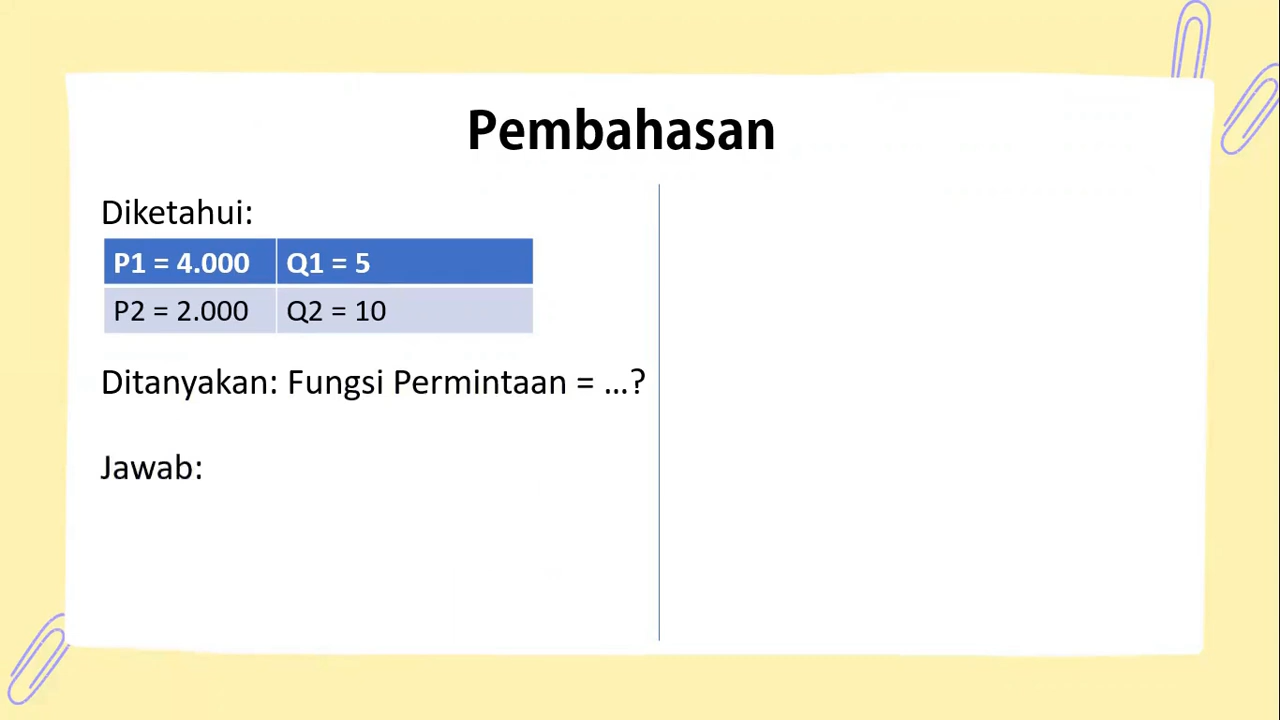 Pembahasan
Diketahui:
P1 = 4.000 Q1 = 5
P2 = 2.000 Q2 = 10
Ditanyakan: Fungsi Permintaan = ...?
Jawab: